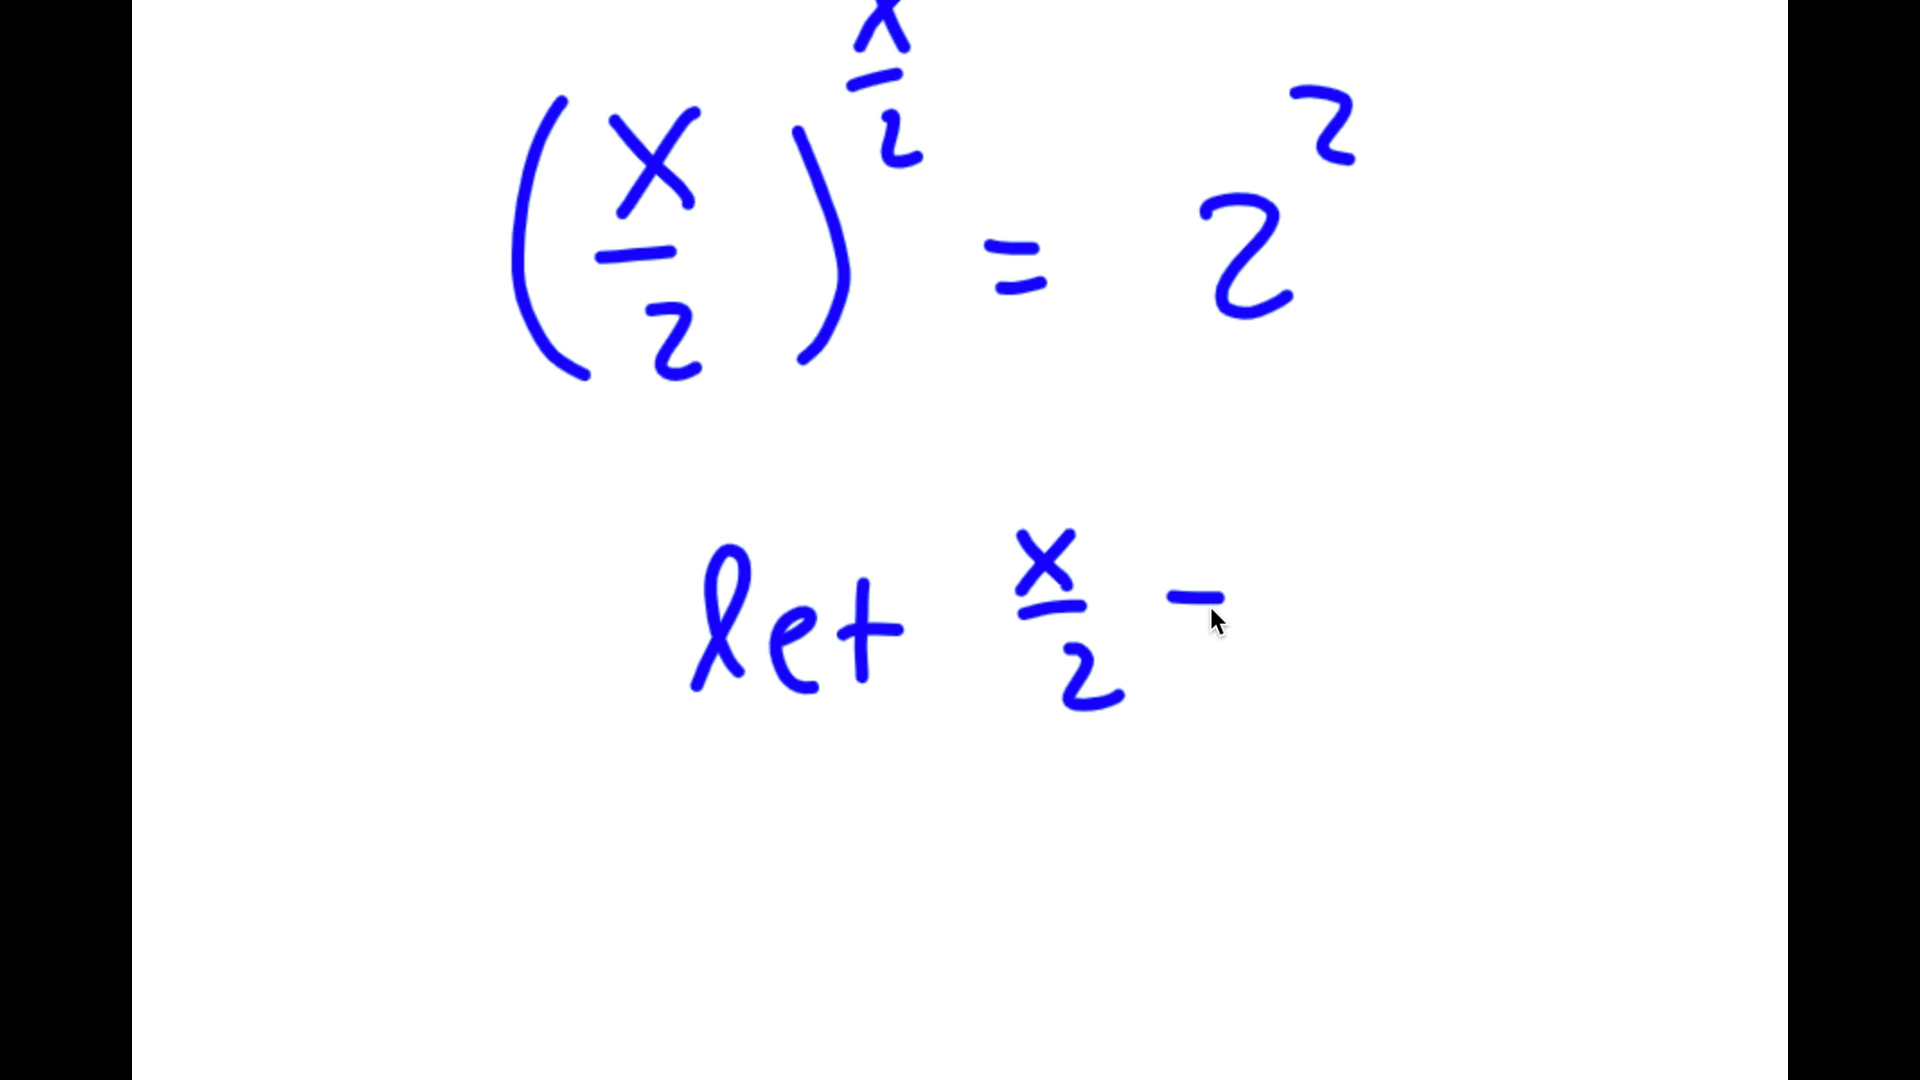 (x/2)^(x/2) = 2^2
let x/2 -